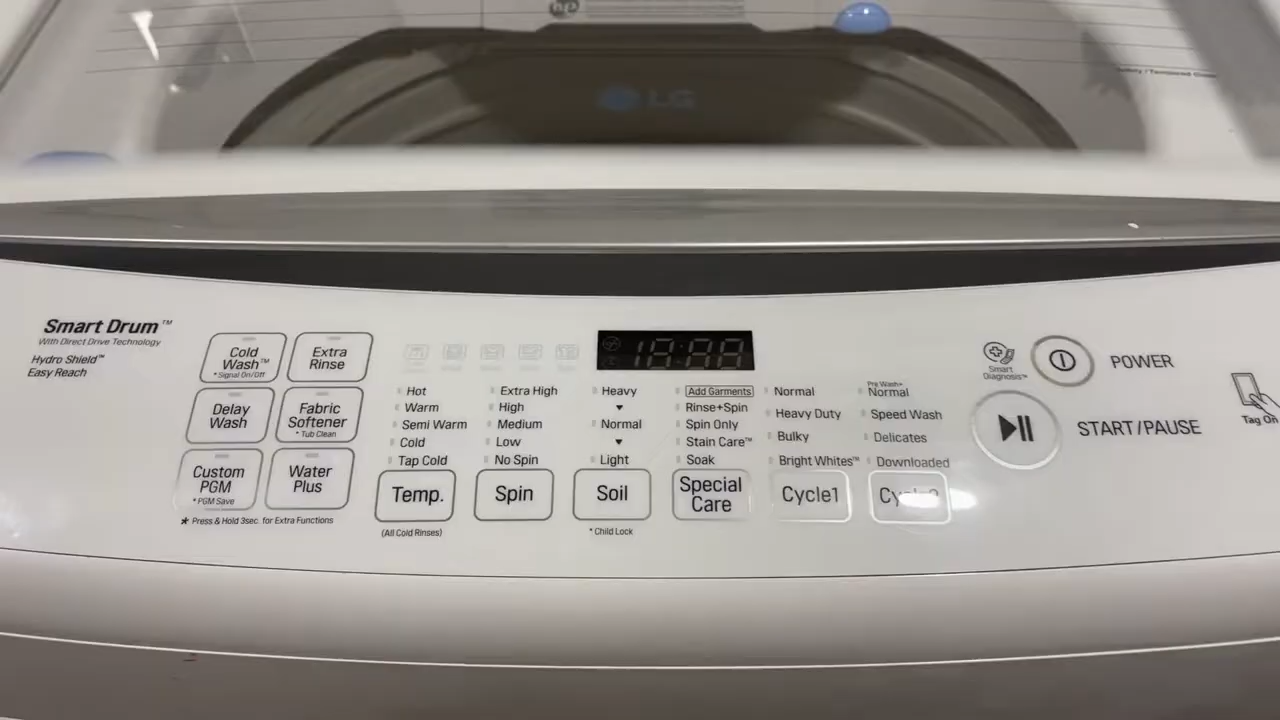 LG
Smart Drum™
With Direct Drive Technology
Hydro Shield™
Easy Reach
Cold
Wash™
* Signal On/Off
Extra
Rinse
Delay
Wash
Fabric
Softener
* Tub Clean
Custom
PGM
* PGM Save
Water
Plus
* Press & Hold 3sec. for Extra Functions
Hot
Warm
Semi Warm
Cold
Tap Cold
Temp.
(All Cold Rinses)
Extra High
High
Medium
Low
No Spin
Spin
Heavy
Normal
Light
Soil
* Child Lock
18:88
Add Garments
Rinse+Spin
Spin Only
Stain Care™
Soak
Special
Care
Normal
Heavy Duty
Bulky
Bright Whites™
Cycle1
Pre Wash+
Normal
Speed Wash
Delicates
Downloaded
Cycle2
Smart
Diagnosis™
POWER
START/PAUSE
Tag On